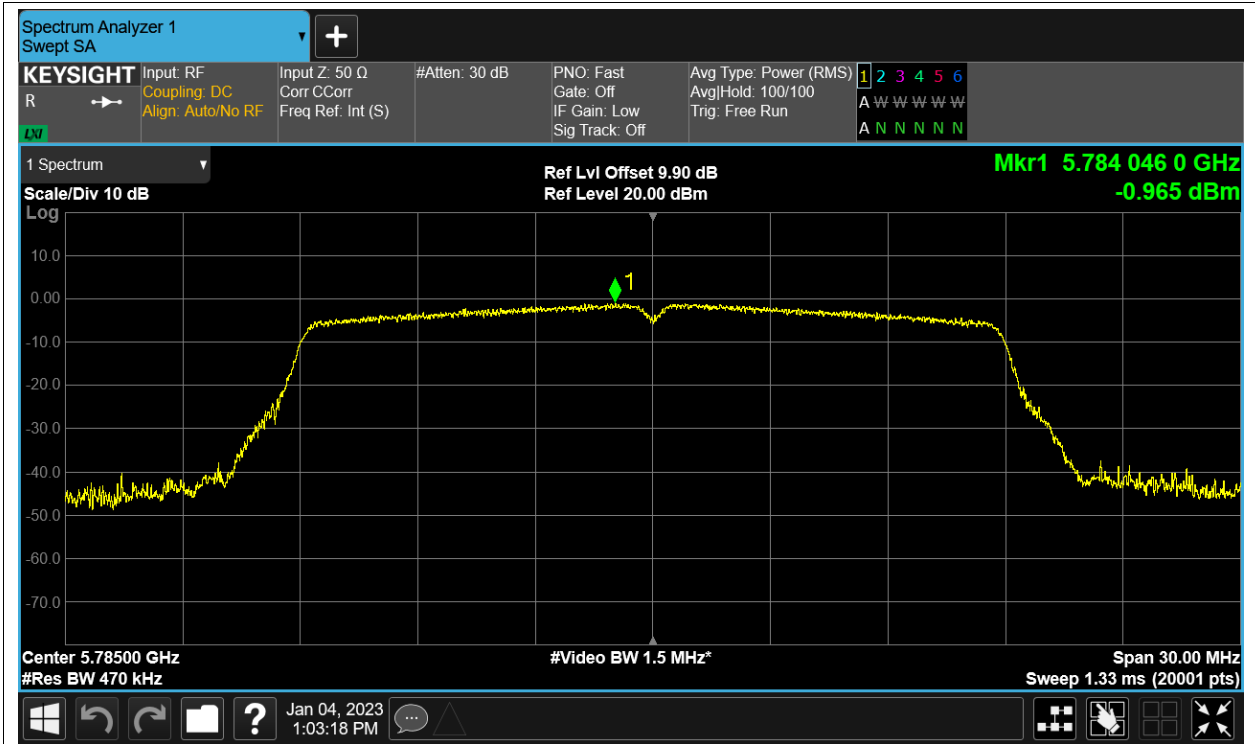 Spectrum Analyzer 1
Swept SA
KEYSIGHT
R
LXI
Input: RF
Coupling: DC
Align: Auto/No RF
Input Z: 50 Ω
Corr CCorr
Freq Ref: Int (S)
#Atten: 30 dB
PNO: Fast
Gate: Off
IF Gain: Low
Sig Track: Off
Avg Type: Power (RMS)
Avg|Hold: 100/100
Trig: Free Run
1 2 3 4 5 6
A W W W W W
A N N N N N
1 Spectrum
Scale/Div 10 dB
Ref Lvl Offset 9.90 dB
Ref Level 20.00 dBm
Mkr1 5.784 046 0 GHz
-0.965 dBm
Log
10.0
0.00
-10.0
-20.0
-30.0
-40.0
-50.0
-60.0
-70.0
1
Center 5.78500 GHz
#Res BW 470 kHz
#Video BW 1.5 MHz*
Span 30.00 MHz
Sweep 1.33 ms (20001 pts)
?
Jan 04, 2023
1:03:18 PM